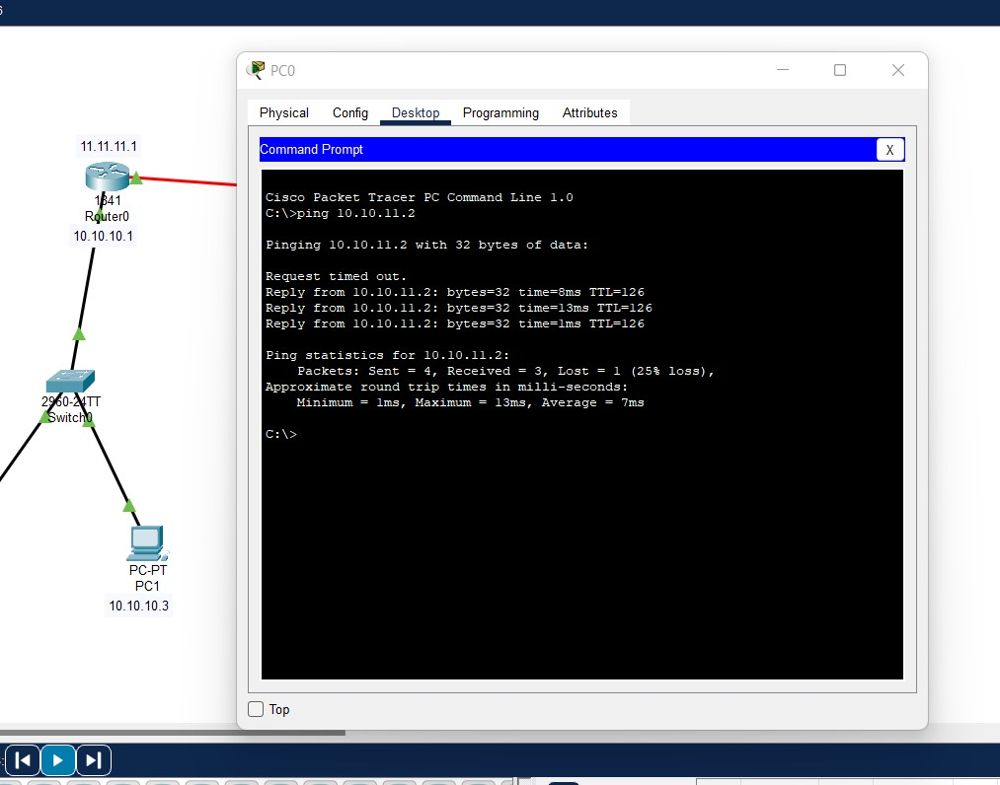 6
PC0
Physical Config Desktop Programming Attributes
Command Prompt
X
Cisco Packet Tracer PC Command Line 1.0
C:\>ping 10.10.11.2
Pinging 10.10.11.2 with 32 bytes of data:
Request timed out.
Reply from 10.10.11.2: bytes=32 time=8ms TTL=126
Reply from 10.10.11.2: bytes=32 time=13ms TTL=126
Reply from 10.10.11.2: bytes=32 time=1ms TTL=126
Ping statistics for 10.10.11.2:
Packets: Sent = 4, Received = 3, Lost = 1 (25% loss),
Approximate round trip times in milli-seconds:
Minimum = 1ms, Maximum = 13ms, Average = 7ms
C:\>
Top
11.11.11.1
1841
Router0
10.10.10.1
2960-24TT
Switch0
PC-PT
PC1
10.10.10.3